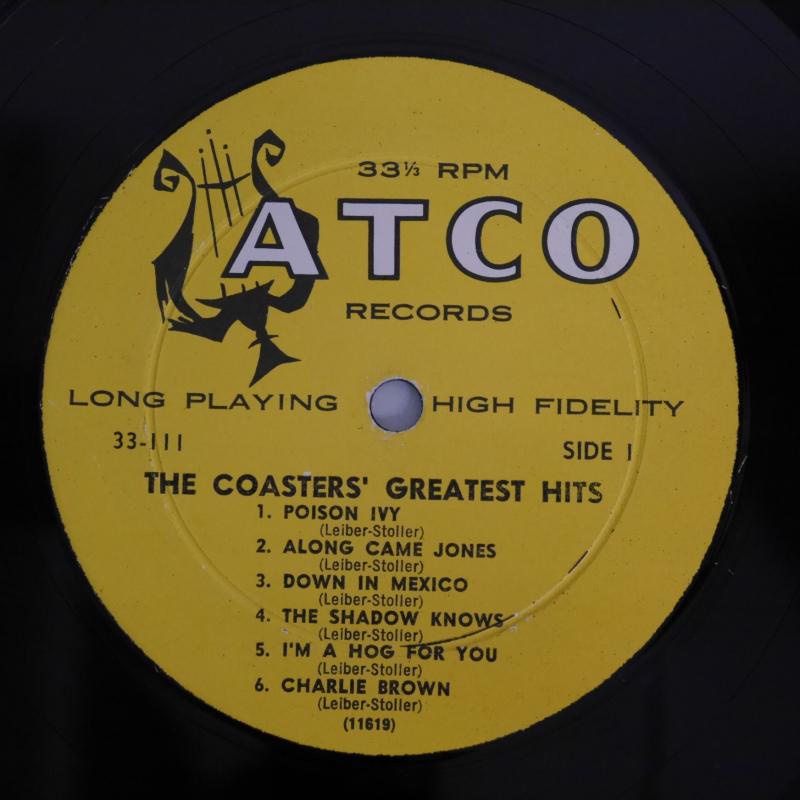 33⅓ RPM
ATCO
RECORDS
LONG PLAYING HIGH FIDELITY
33-111 SIDE 1
THE COASTERS' GREATEST HITS
1. POISON IVY
(Leiber-Stoller)
2. ALONG CAME JONES
(Leiber-Stoller)
3. DOWN IN MEXICO
(Leiber-Stoller)
4. THE SHADOW KNOWS
(Leiber-Stoller)
5. I'M A HOG FOR YOU
(Leiber-Stoller)
6. CHARLIE BROWN
(Leiber-Stoller)
(11619)